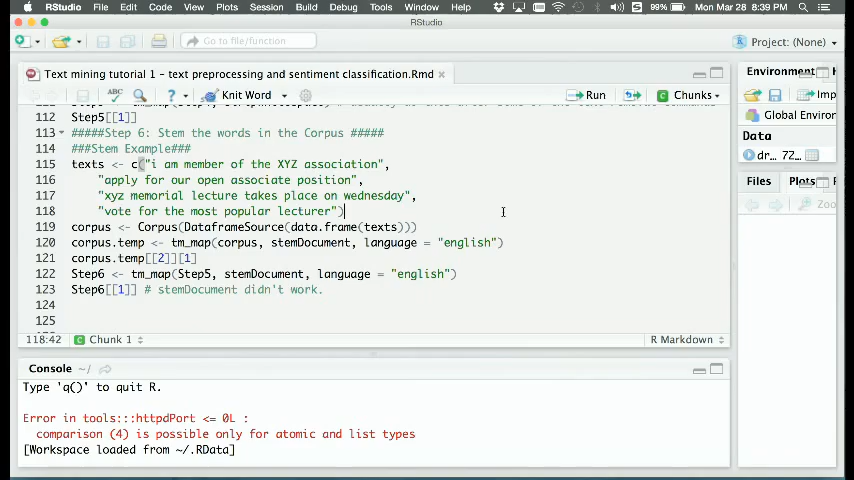 RStudio File Edit Code View Plots Session Build Debug Tools Window Help 99% Mon Mar 28 8:39 PM
RStudio
Go to file/function
Project: (None)
Text mining tutorial 1 - text preprocessing and sentiment classification.Rmd
Environment
ABC Knit Word Run Chunks
Imp
112 Step5[[1]]
Global Enviror
113 #####Step 6: Stem the words in the Corpus #####
Data
114 ###Stem Example###
dr… 72…
115 texts <- c("i am member of the XYZ association",
116 "apply for our open associate position",
Files Plots
117 "xyz memorial lecture takes place on wednesday",
Zoo
118 "vote for the most popular lecturer")
119 corpus <- Corpus(DataframeSource(data.frame(texts)))
120 corpus.temp <- tm_map(corpus, stemDocument, language = "english")
121 corpus.temp[[2]][1]
122 Step6 <- tm_map(Step5, stemDocument, language = "english")
123 Step6[[1]] # stemDocument didn't work.
124
125
118:42 Chunk 1 R Markdown
Console ~/
Type 'q()' to quit R.
Error in tools:::httpdPort <= 0L :
comparison (4) is possible only for atomic and list types
[Workspace loaded from ~/.RData]